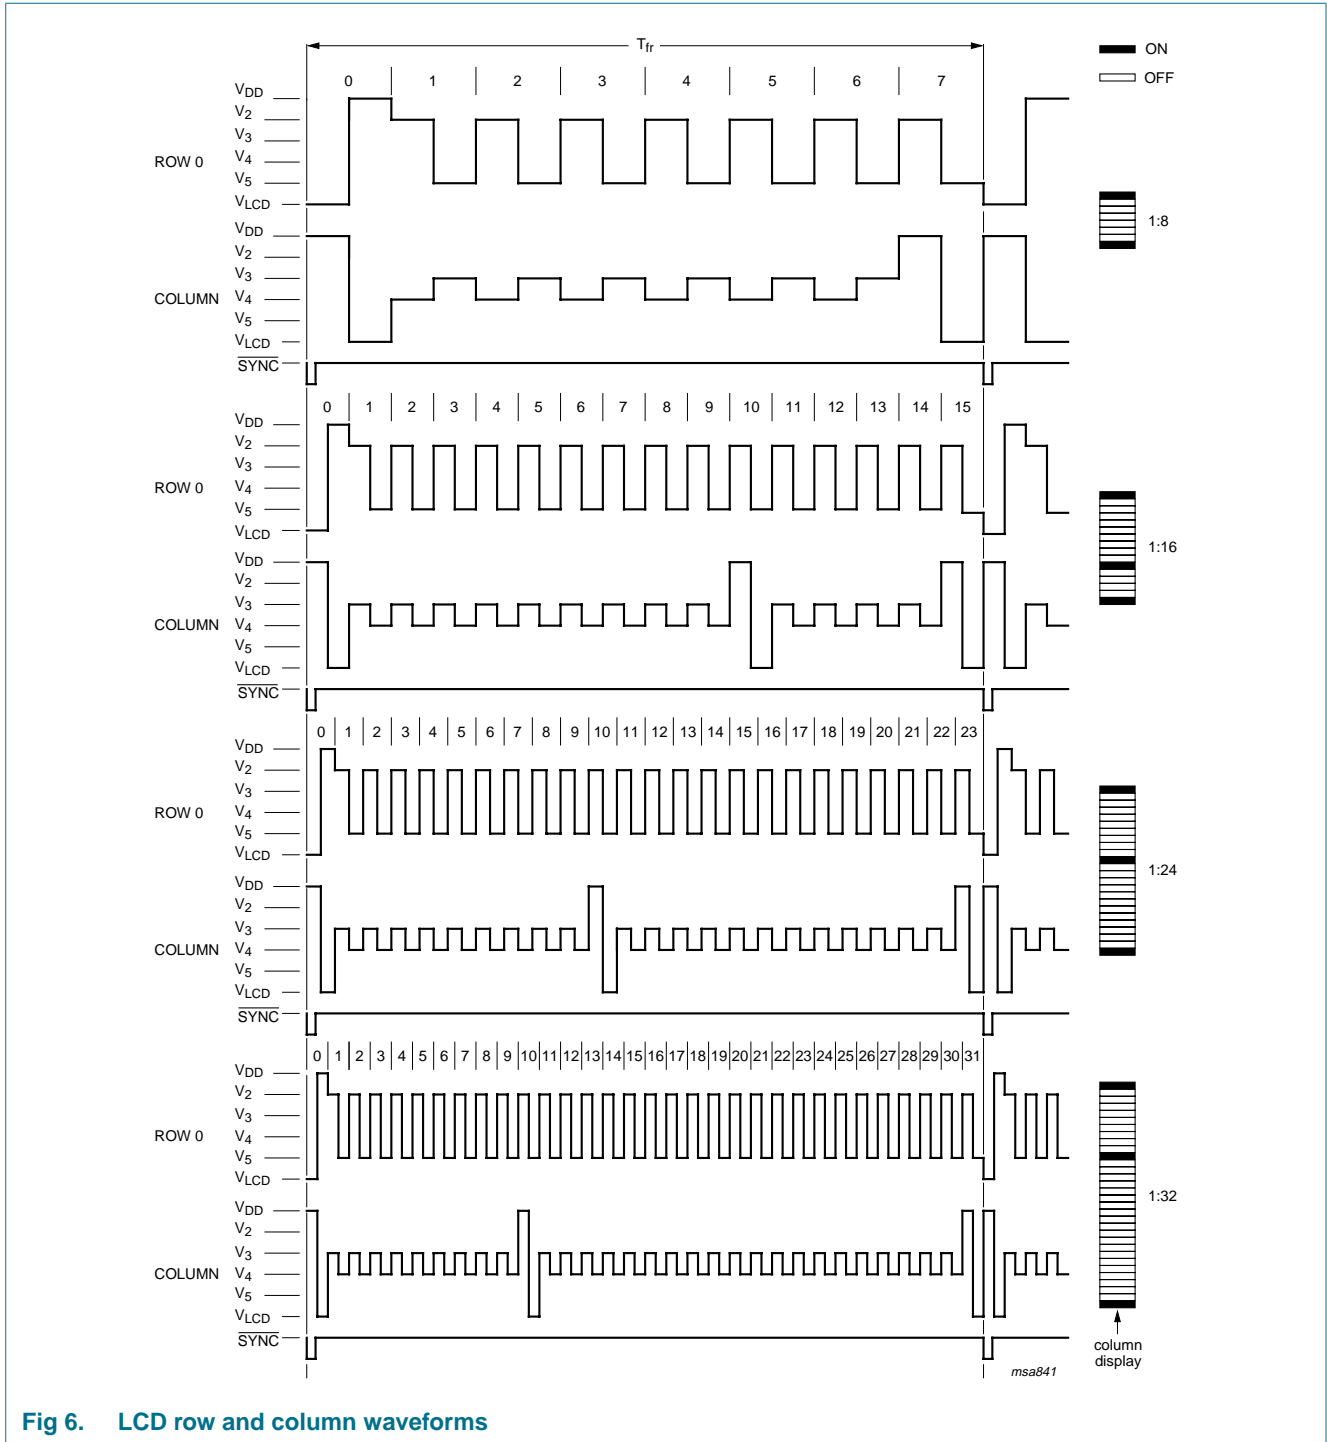 Tfr
ON
OFF
0 1 2 3 4 5 6 7
VDD
V2
V3
ROW 0 V4
V5
VLCD
1:8
VDD
V2
V3
COLUMN V4
V5
VLCD
SYNC
0 1 2 3 4 5 6 7 8 9 10 11 12 13 14 15
VDD
V2
V3
ROW 0 V4
V5
VLCD
1:16
VDD
V2
V3
COLUMN V4
V5
VLCD
SYNC
0 1 2 3 4 5 6 7 8 9 10 11 12 13 14 15 16 17 18 19 20 21 22 23
VDD
V2
V3
ROW 0 V4
V5
VLCD
1:24
VDD
V2
V3
COLUMN V4
V5
VLCD
SYNC
0 1 2 3 4 5 6 7 8 9 10 11 12 13 14 15 16 17 18 19 20 21 22 23 24 25 26 27 28 29 30 31
VDD
V2
V3
ROW 0 V4
V5
VLCD
1:32
VDD
V2
V3
COLUMN V4
V5
VLCD
SYNC
column
display
msa841
Fig 6. LCD row and column waveforms